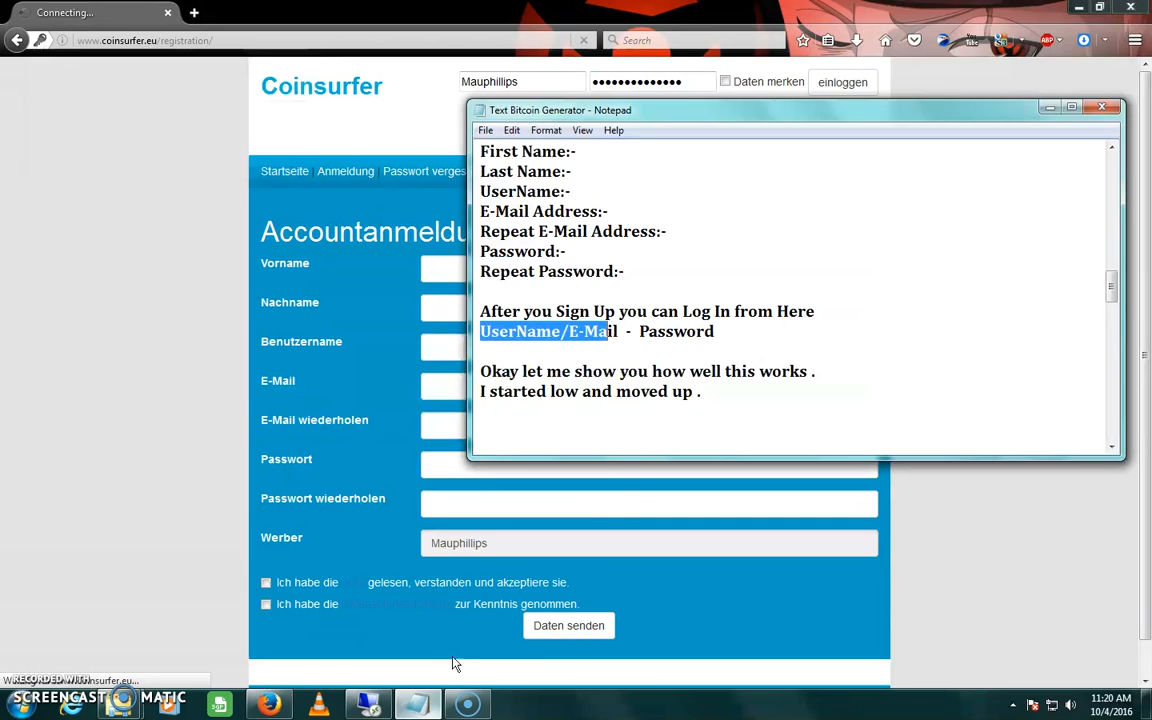 Connecting...
www.coinsurfer.eu/registration/
Search
ABP
Coinsurfer
Mauphillips
Daten merken
einloggen
Text Bitcoin Generator - Notepad
File Edit Format View Help
First Name:-
Last Name:-
UserName:-
E-Mail Address:-
Repeat E-Mail Address:-
Password:-
Repeat Password:-
After you Sign Up you can Log In from Here
UserName/E-Mail - Password
Okay let me show you how well this works .
I started low and moved up .
Startseite Anmeldung Passwort verges
Accountanmeldu
Vorname
Nachname
Benutzername
E-Mail
E-Mail wiederholen
Passwort
Passwort wiederholen
Werber
Mauphillips
Ich habe die gelesen, verstanden und akzeptiere sie.
Ich habe die zur Kenntnis genommen.
Daten senden
coinsurfer.eu...
RECORDED WITH
SCREENCAST MATIC
11:20 AM
10/4/2016